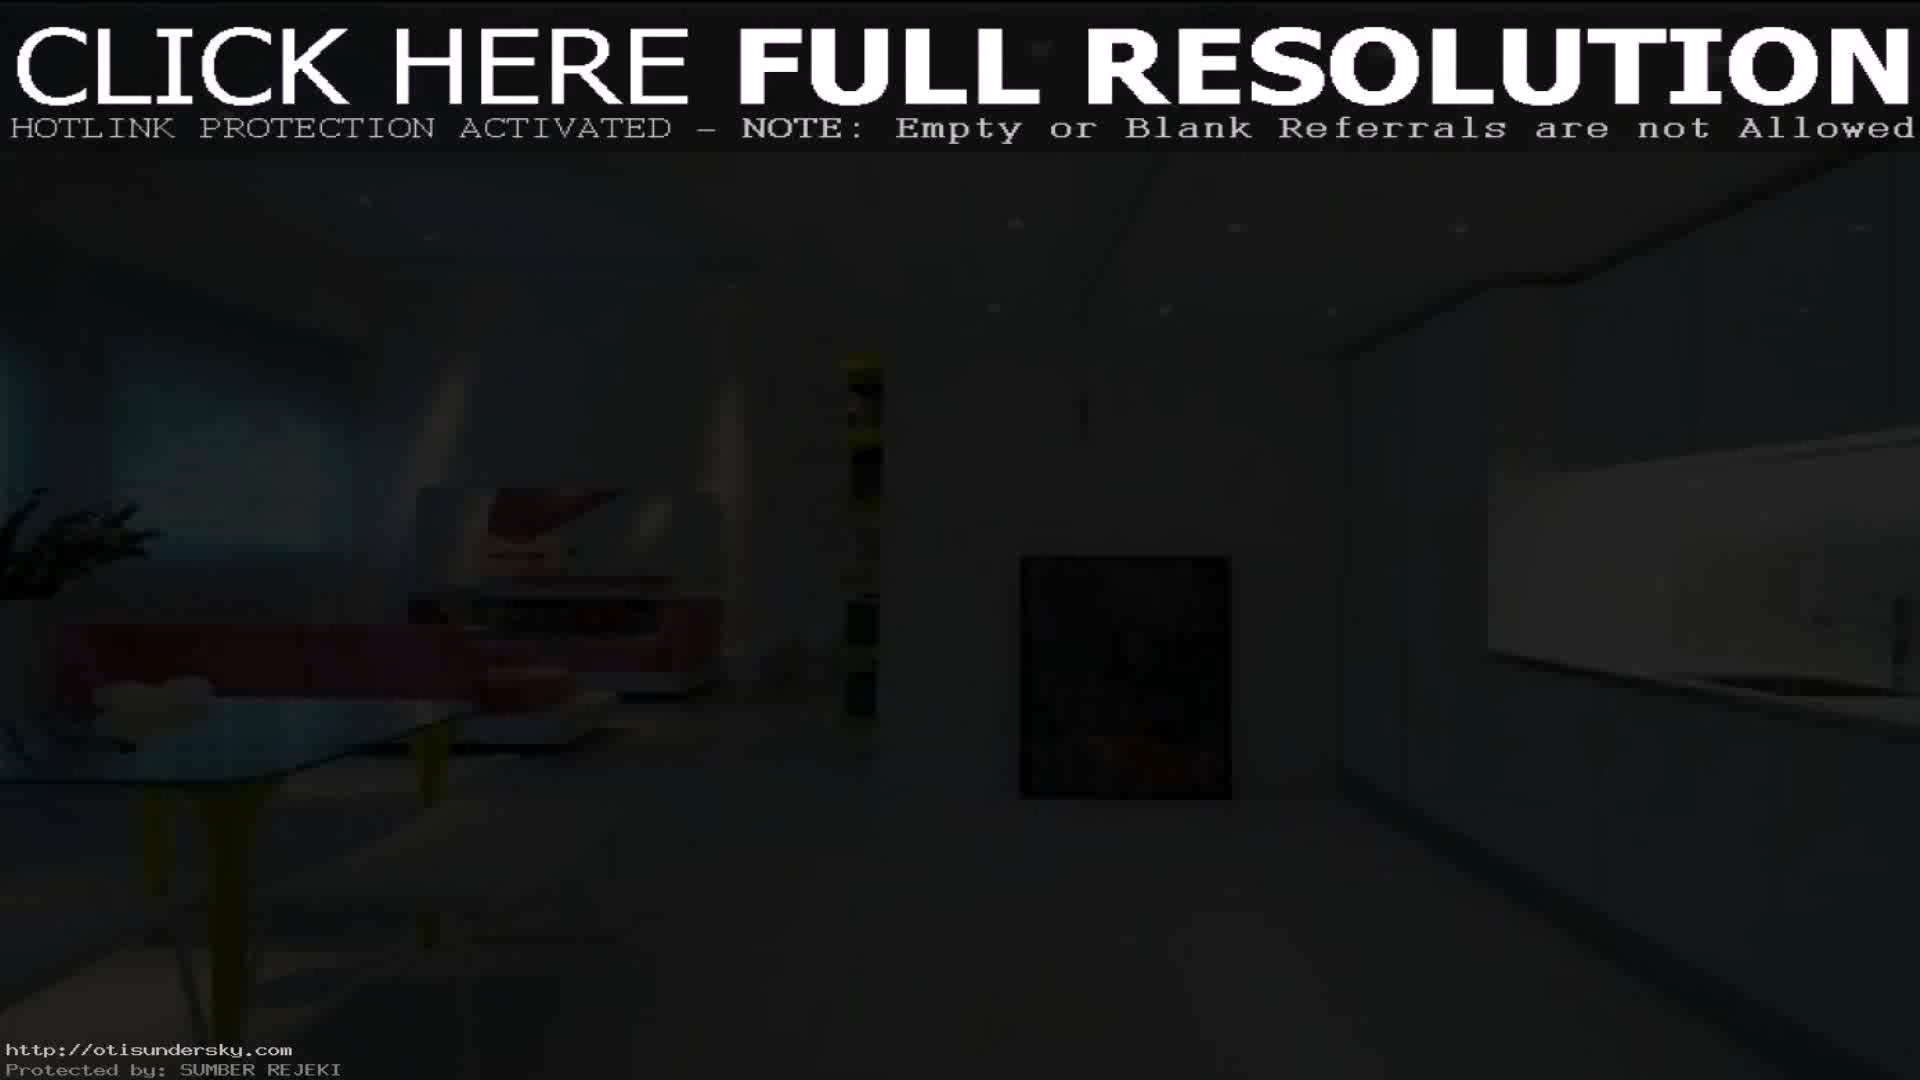 CLICK HERE FULL RESOLUTION
HOTLINK PROTECTION ACTIVATED – NOTE: Empty or Blank Referrals are not Allowed
http://otisundersky.com
Protected by: SUMBER REJEKI